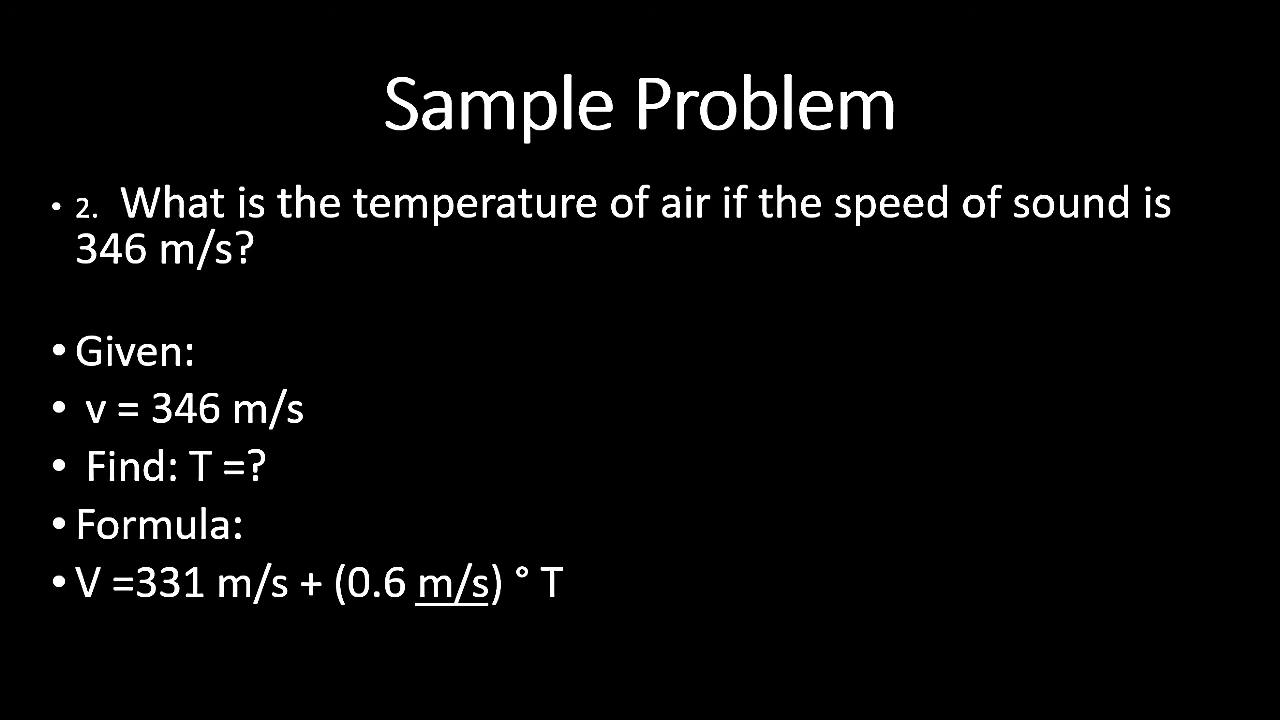 Sample Problem
• 2. What is the temperature of air if the speed of sound is
346 m/s?
• Given:
• v = 346 m/s
• Find: T =?
• Formula:
• V =331 m/s + (0.6 m/s) ° T